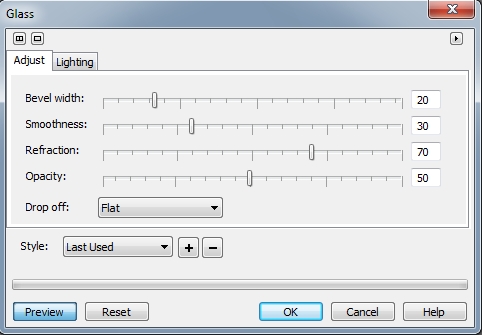 Glass
Adjust Lighting
Bevel width: 20
Smoothness: 30
Refraction: 70
Opacity: 50
Drop off: Flat
Style: Last Used + −
Preview Reset OK Cancel Help